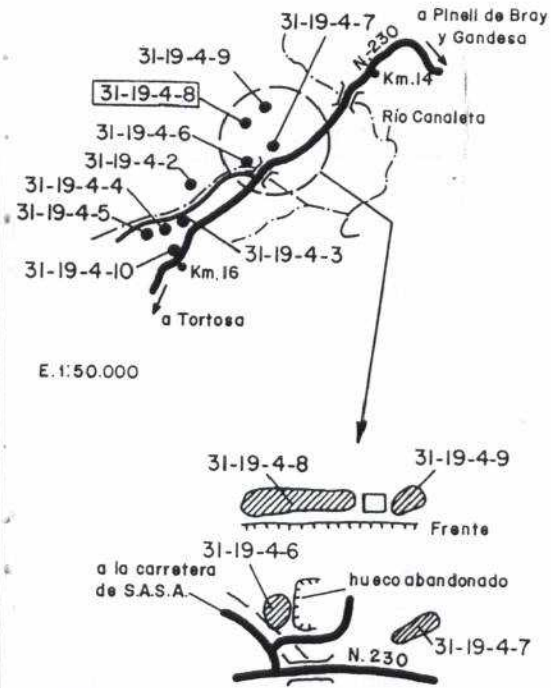 a Pinell de Bray
y Gandesa
N-230
31-19-4-7
31-19-4-9
Km.14
31-19-4-8
Río Canaleta
31-19-4-6
31-19-4-2
31-19-4-4
31-19-4-5
31-19-4-3
31-19-4-10
Km.16
a Tortosa
E.1:50.000
31-19-4-8
31-19-4-9
Frente
31-19-4-6
a la carretera
de S.A.S.A.
hueco abandonado
31-19-4-7
N. 230